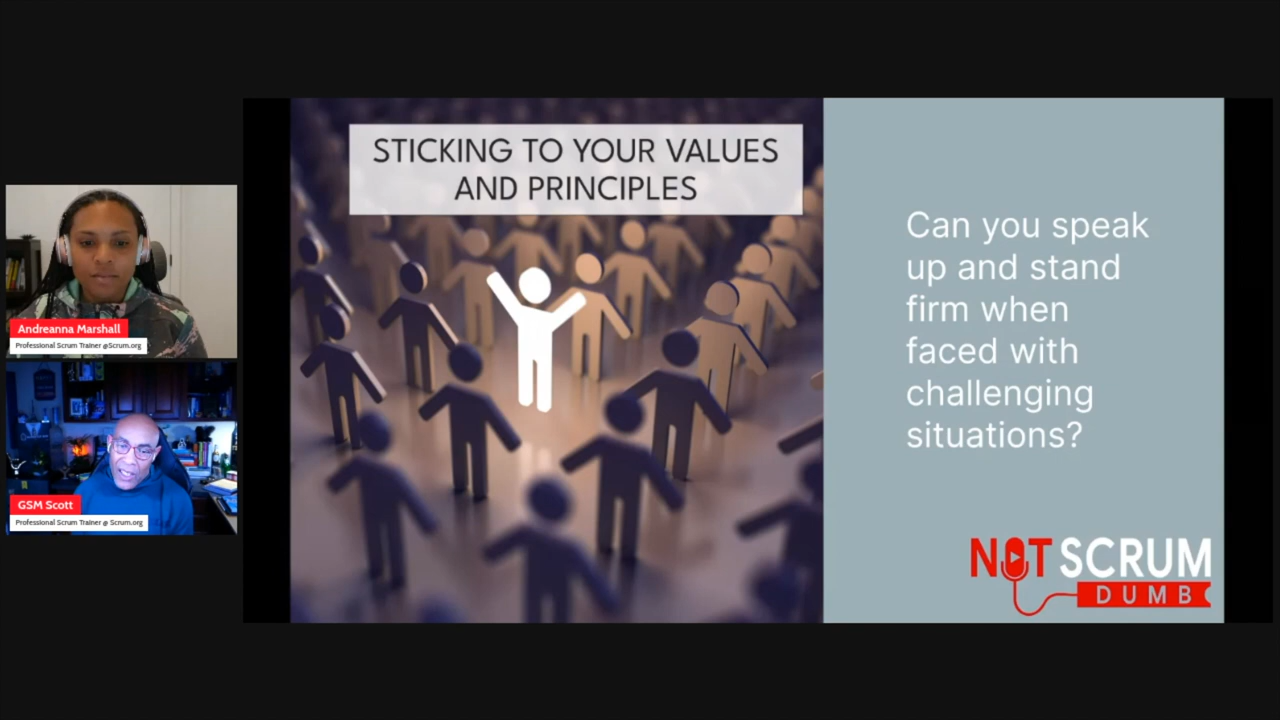 STICKING TO YOUR VALUES
AND PRINCIPLES
Can you speak
up and stand
firm when
faced with
challenging
situations?
Andreanna Marshall
Professional Scrum Trainer @Scrum.org
GSM Scott
Professional Scrum Trainer @ Scrum.org
NOT SCRUM
DUMB